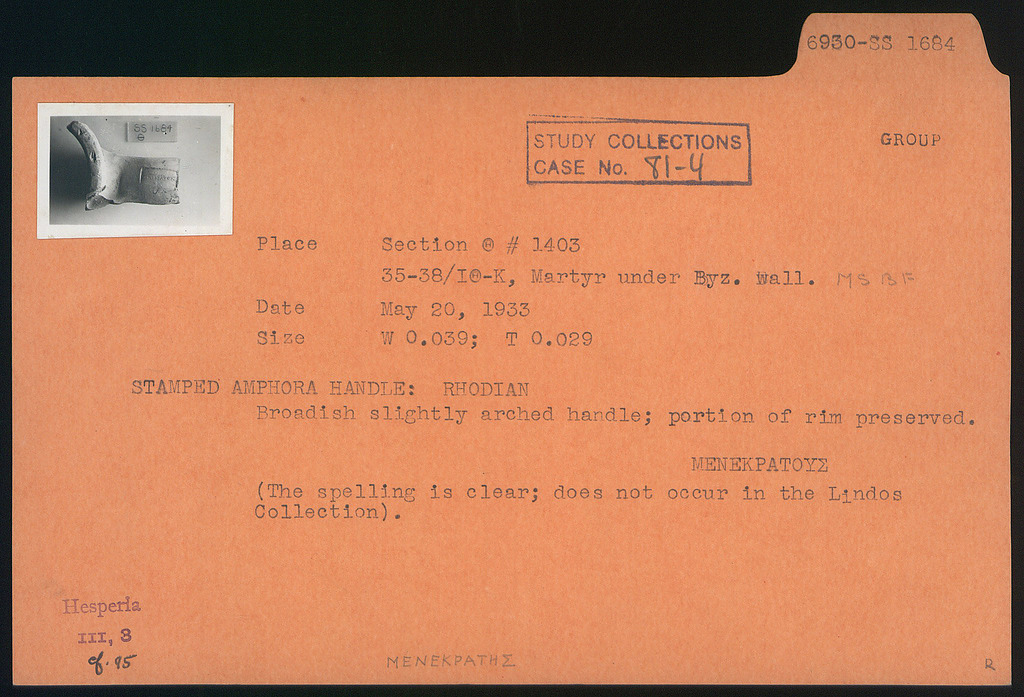 6930-SS 1684
SS 1684
Θ
STUDY COLLECTIONS
CASE No. 81-4
GROUP
Place Section Θ # 1403
35-38/IΘ-K, Martyr under Byz. Wall. MSBF
Date May 20, 1933
Size W 0.039; T 0.029
STAMPED AMPHORA HANDLE: RHODIAN
Broadish slightly arched handle; portion of rim preserved.
ΜΕΝΕΚΡΑΤΟΥΣ
(The spelling is clear; does not occur in the Lindos
Collection).
Hesperia
III, 3
cf. 95
ΜΕΝΕΚΡΑΤΗΣ
R